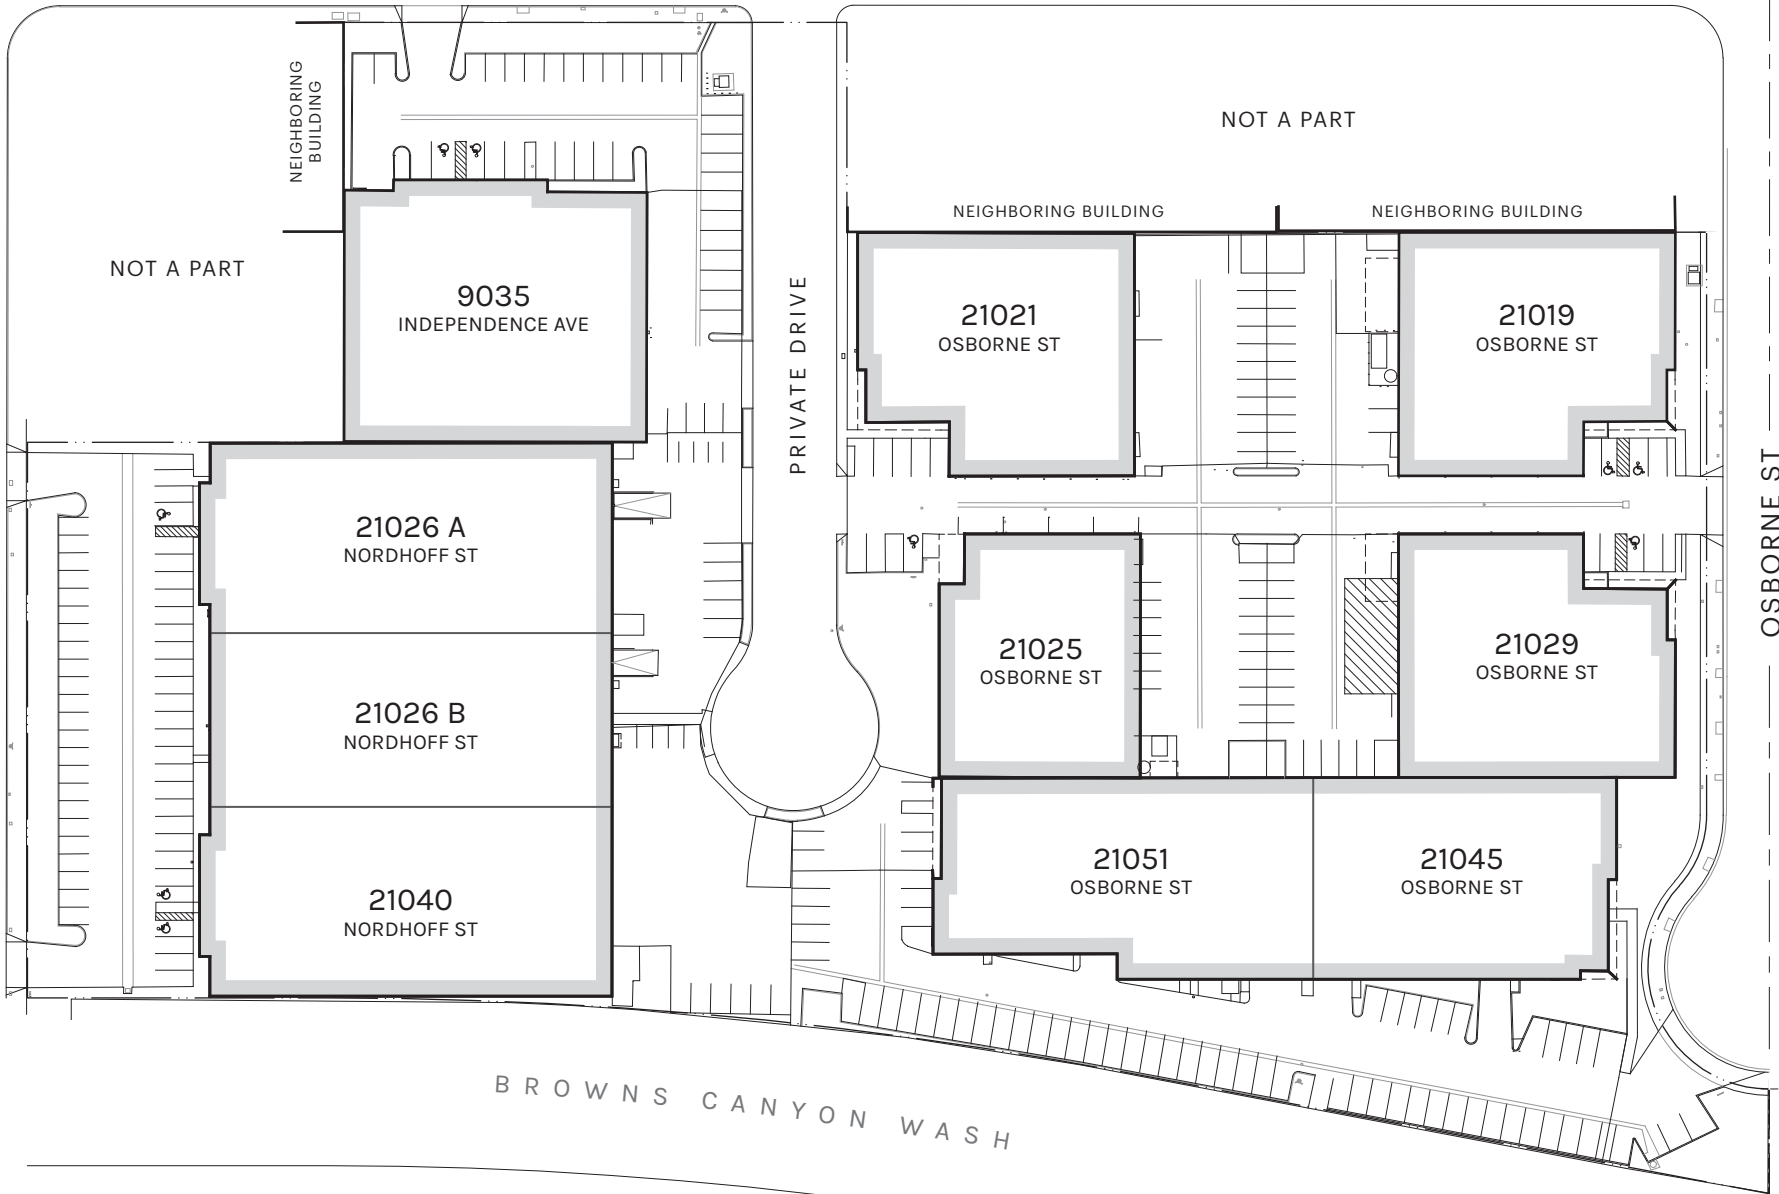 NEIGHBORING
BUILDING
NOT A PART
NEIGHBORING BUILDING
NEIGHBORING BUILDING
NOT A PART
9035
INDEPENDENCE AVE
PRIVATE DRIVE
21021
OSBORNE ST
21019
OSBORNE ST
OSBORNE ST
21026 A
NORDHOFF ST
21025
OSBORNE ST
21029
OSBORNE ST
21026 B
NORDHOFF ST
21051
OSBORNE ST
21045
OSBORNE ST
21040
NORDHOFF ST
BROWNS CANYON WASH